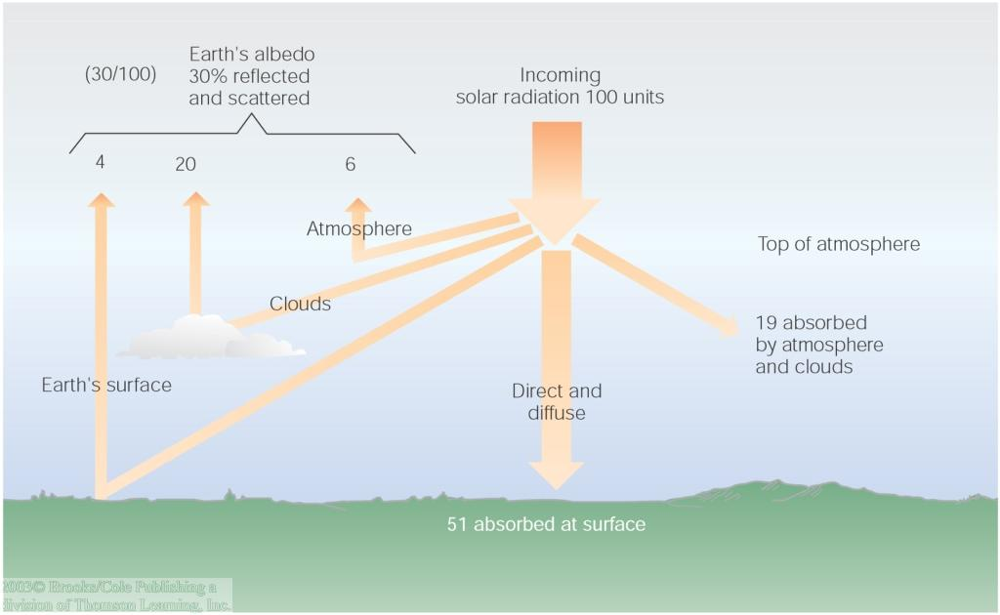 Earth's albedo
(30/100)
30% reflected
and scattered
Incoming
solar radiation 100 units
4
20
6
Atmosphere
Top of atmosphere
Clouds
19 absorbed
by atmosphere
and clouds
Earth's surface
Direct and
diffuse
51 absorbed at surface
2003© Brooks/Cole Publishing a
division of Thomson Learning, Inc.